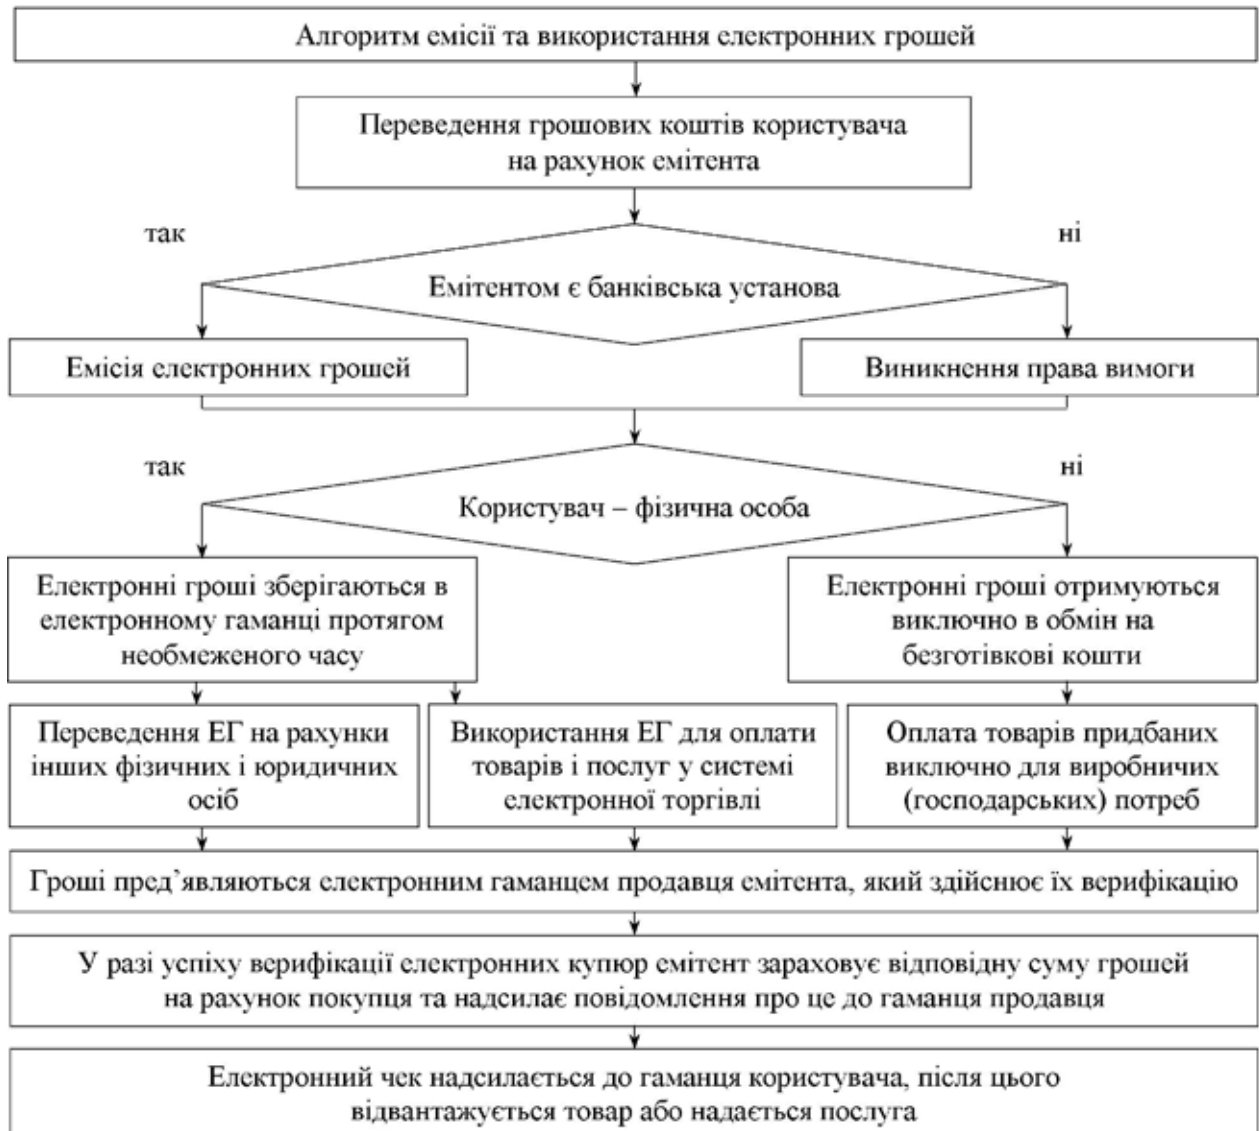 Алгоритм емісії та використання електронних грошей
Переведення грошових коштів користувача
на рахунок емітента
так
ні
Емітентом є банківська установа
Емісія електронних грошей
Виникнення права вимоги
так
ні
Користувач – фізична особа
Електронні гроші зберігаються в
електронному гаманці протягом
необмеженого часу
Електронні гроші отримуються
виключно в обмін на
безготівкові кошти
Переведення ЕГ на рахунки
інших фізичних і юридичних
осіб
Використання ЕГ для оплати
товарів і послуг у системі
електронної торгівлі
Оплата товарів придбаних
виключно для виробничих
(господарських) потреб
Гроші пред’являються електронним гаманцем продавця емітента, який здійснює їх верифікацію
У разі успіху верифікації електронних купюр емітент зараховує відповідну суму грошей
на рахунок покупця та надсилає повідомлення про це до гаманця продавця
Електронний чек надсилається до гаманця користувача, після цього
відвантажується товар або надається послуга